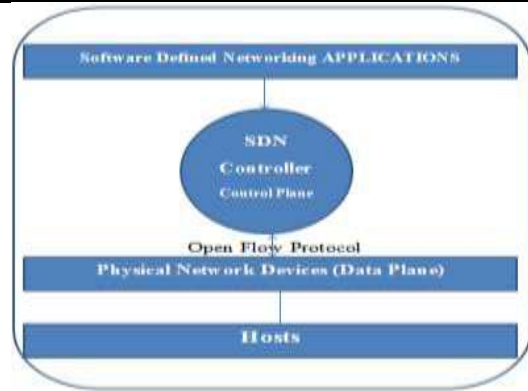 Software Defined Networking APPLICATIONS
SDN
Controller
Control Plane
Open Flow Protocol
Physical Network Devices (Data Plane)
Hosts